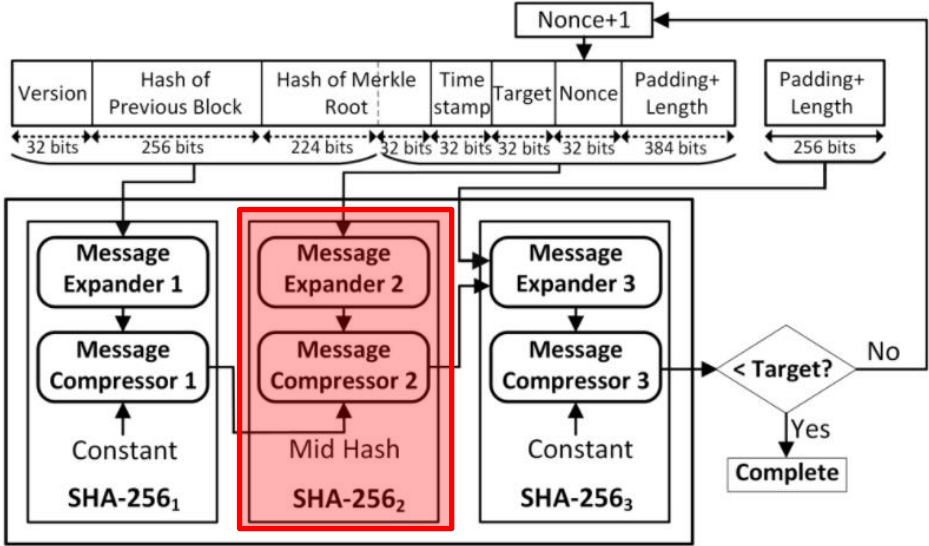 Nonce+1
Version
Hash of
Previous Block
Hash of Merkle
Root
Time
stamp
Target
Nonce
Padding+
Length
Padding+
Length
32 bits
256 bits
224 bits
32 bits
32 bits
32 bits
32 bits
384 bits
256 bits
Message
Expander 1
Message
Expander 2
Message
Expander 3
Message
Compressor 1
Message
Compressor 2
Message
Compressor 3
< Target?
No
Yes
Complete
Constant
Mid Hash
Constant
SHA-256₁
SHA-256₂
SHA-256₃